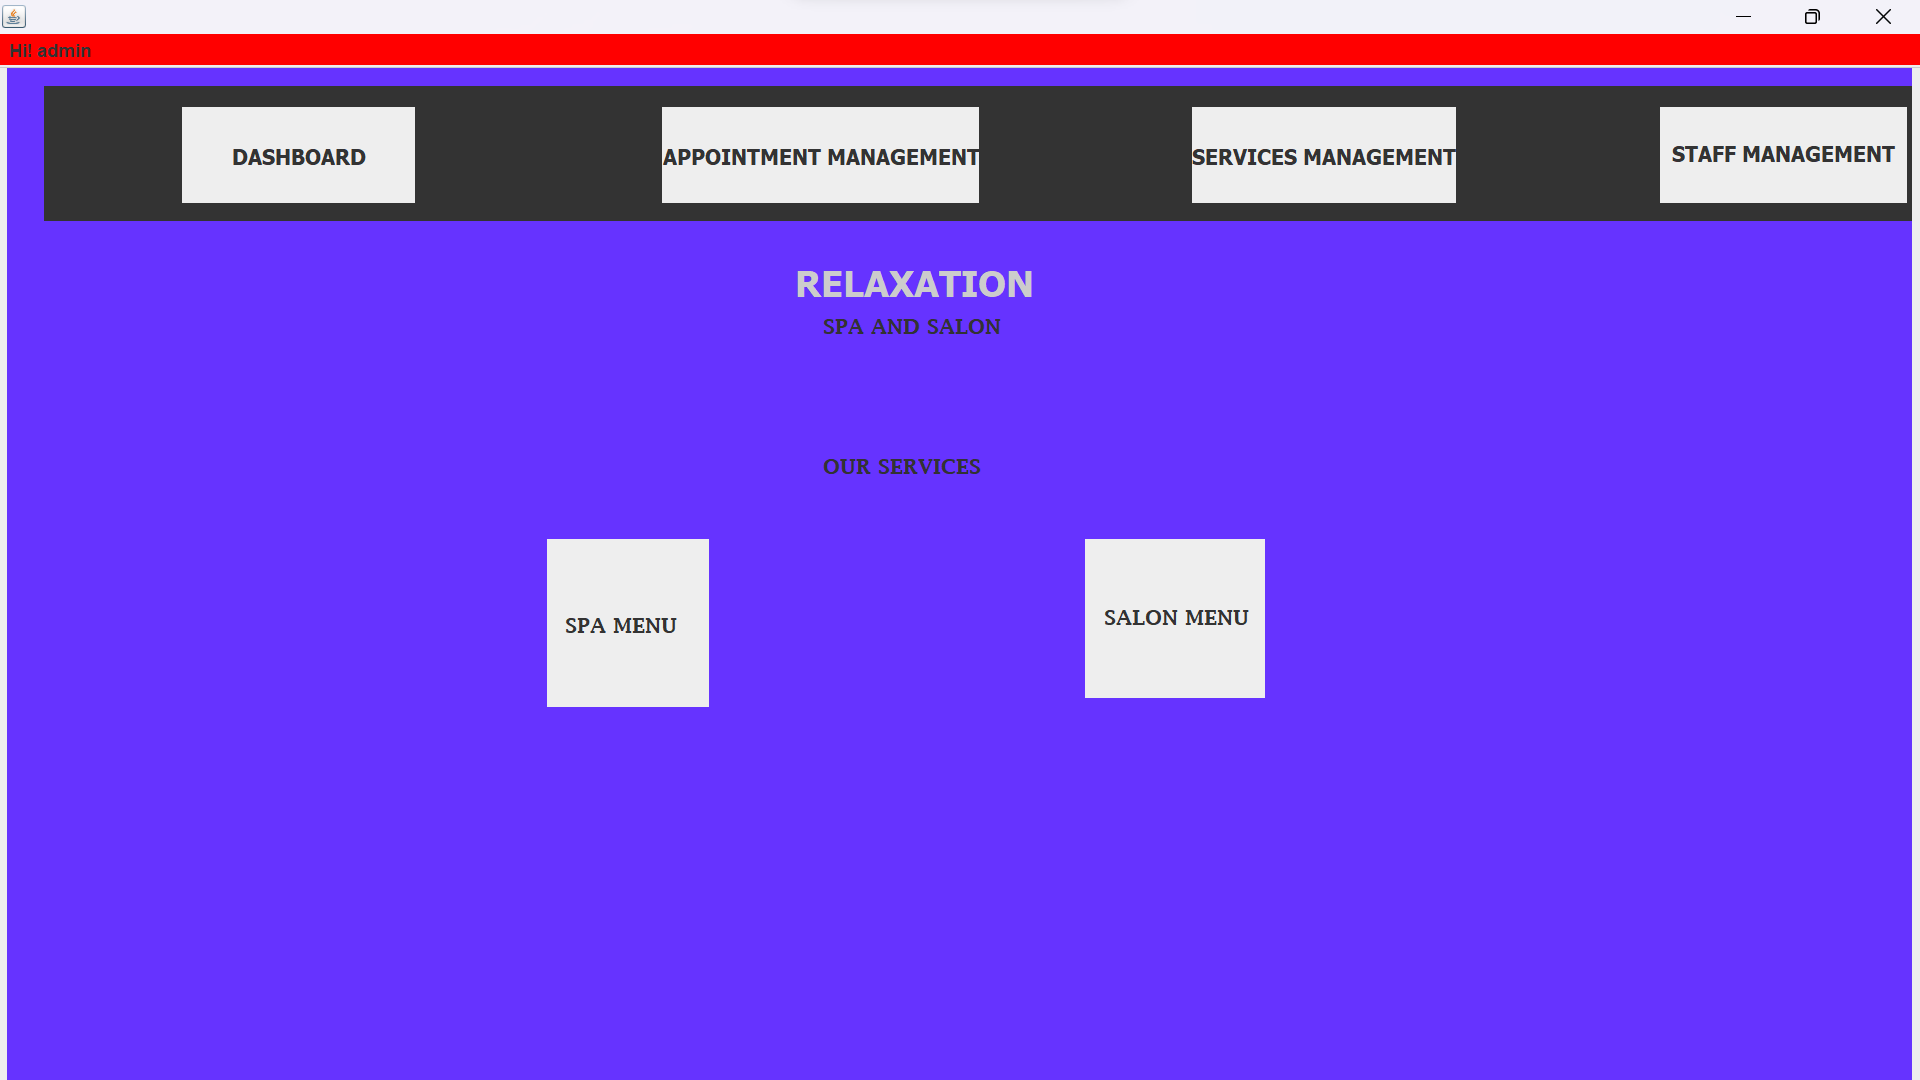 Hi! admin
DASHBOARD
APPOINTMENT MANAGEMENT
SERVICES MANAGEMENT
STAFF MANAGEMENT
RELAXATION
SPA AND SALON
OUR SERVICES
SPA MENU
SALON MENU